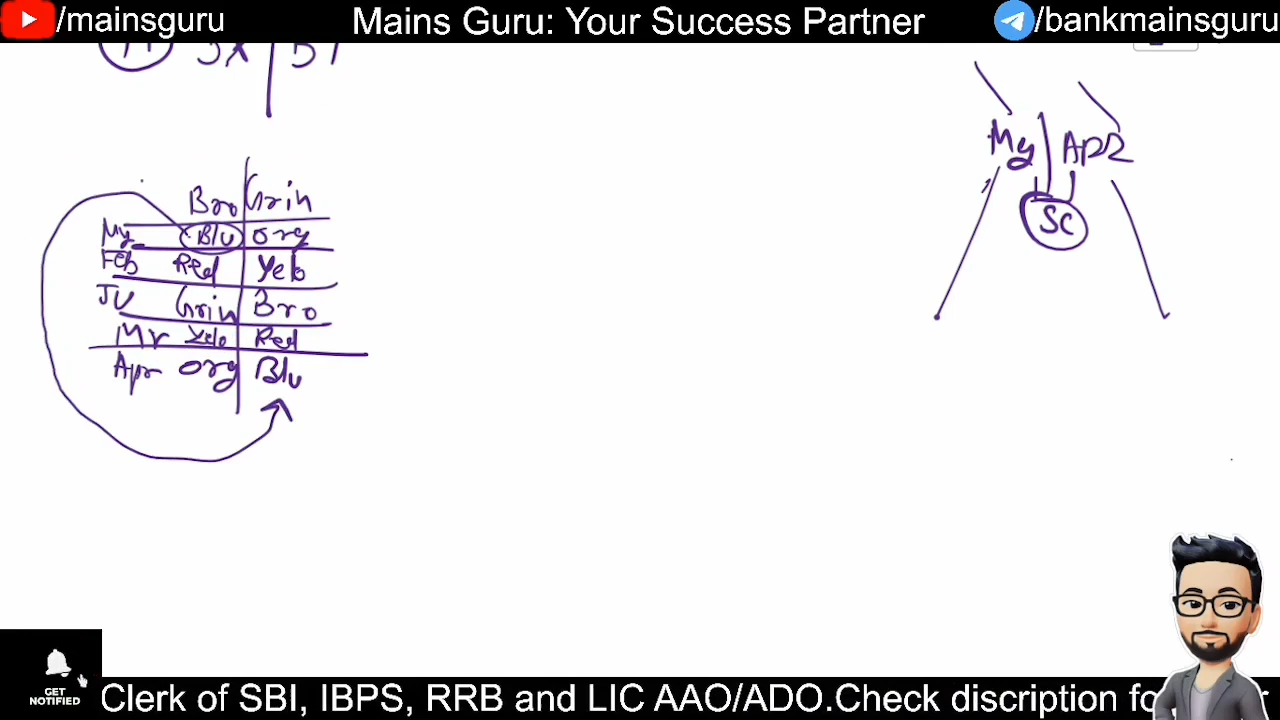 /mainsguru
Mains Guru: Your Success Partner
/bankmainsguru
Bro Grin
My Blu Org
Feb Red Yelo
JU Grin Bro
Mr Yelo Red
Apr Org Blu
My APR
SC
GET
NOTIFIED
Clerk of SBI, IBPS, RRB and LIC AAO/ADO.Check discription fo